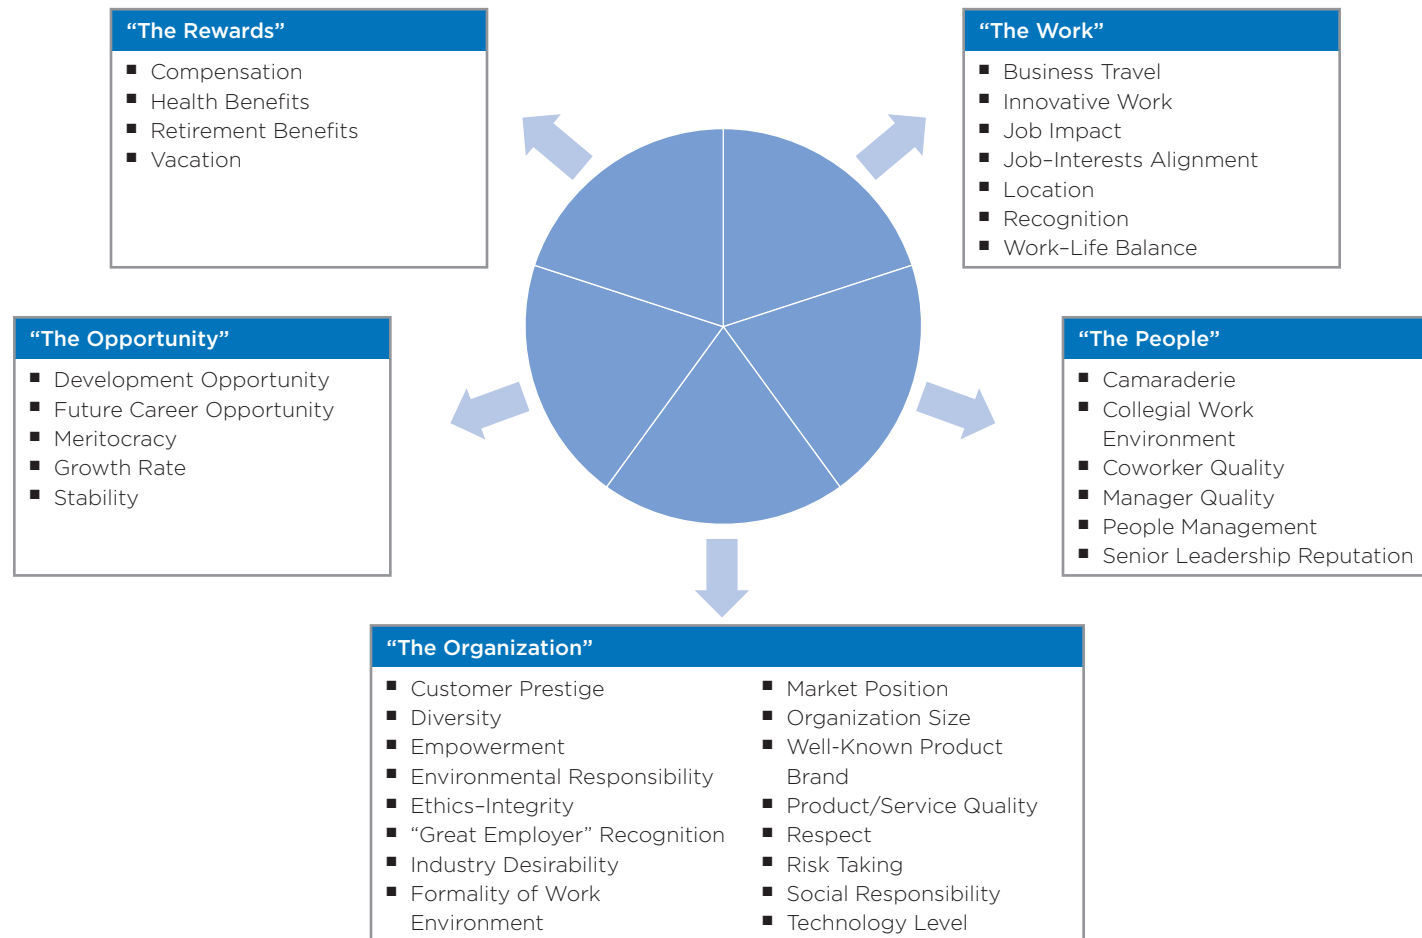 “The Rewards”
■ Compensation
■ Health Benefits
■ Retirement Benefits
■ Vacation
“The Work”
■ Business Travel
■ Innovative Work
■ Job Impact
■ Job–Interests Alignment
■ Location
■ Recognition
■ Work–Life Balance
“The Opportunity”
■ Development Opportunity
■ Future Career Opportunity
■ Meritocracy
■ Growth Rate
■ Stability
“The People”
■ Camaraderie
■ Collegial Work
Environment
■ Coworker Quality
■ Manager Quality
■ People Management
■ Senior Leadership Reputation
“The Organization”
■ Customer Prestige
■ Diversity
■ Empowerment
■ Environmental Responsibility
■ Ethics–Integrity
■ “Great Employer” Recognition
■ Industry Desirability
■ Formality of Work
Environment
■ Market Position
■ Organization Size
■ Well-Known Product
Brand
■ Product/Service Quality
■ Respect
■ Risk Taking
■ Social Responsibility
■ Technology Level